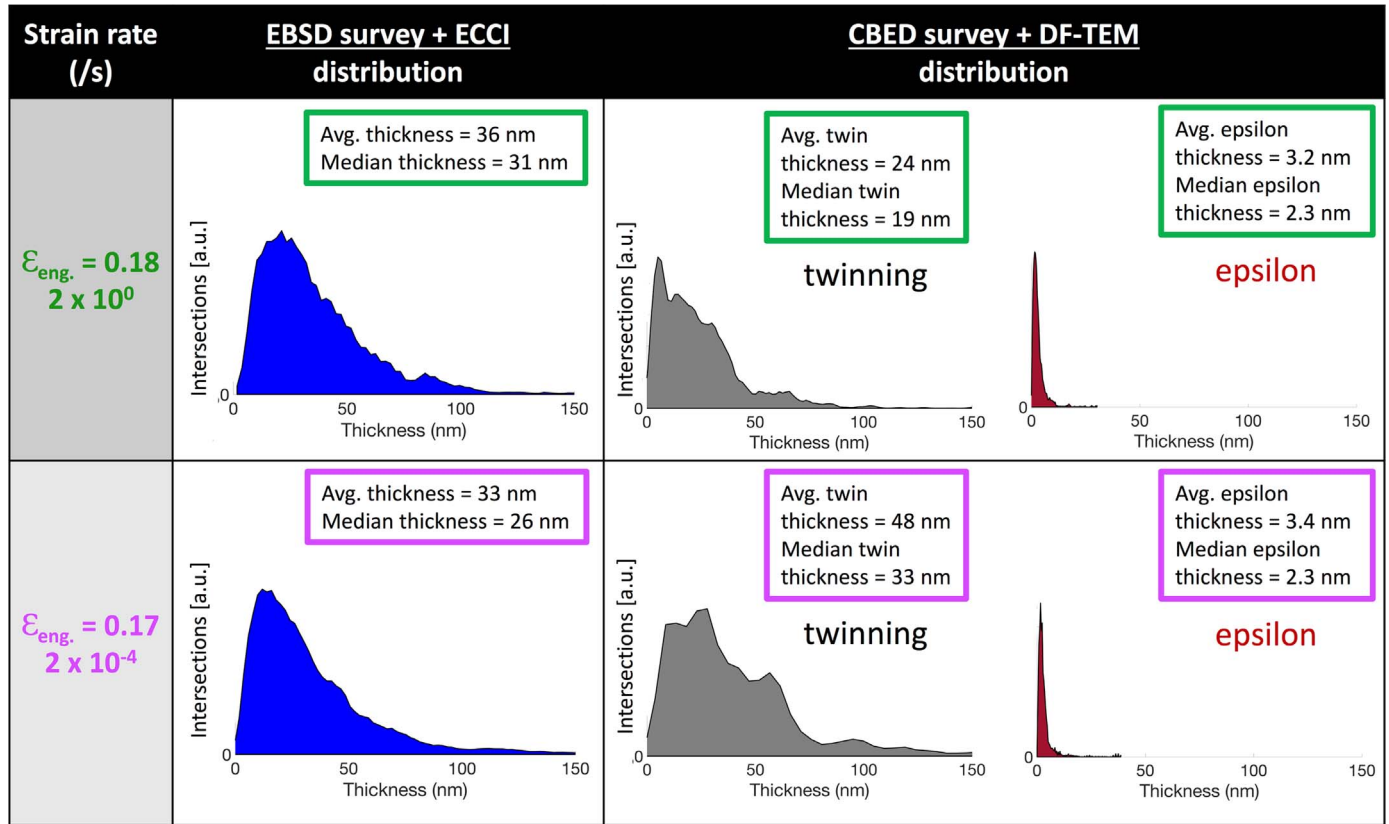 Strain rate
(/s)
EBSD survey + ECCI
distribution
CBED survey + DF-TEM
distribution
Ɛeng. = 0.18
2 x 10⁰
Avg. thickness = 36 nm
Median thickness = 31 nm
Intersections [a.u.]
,0
0 50 100 150
Thickness (nm)
Avg. twin
thickness = 24 nm
Median twin
thickness = 19 nm
twinning
Intersections [a.u.]
,0
0 50 100 150
Thickness (nm)
Avg. epsilon
thickness = 3.2 nm
Median epsilon
thickness = 2.3 nm
epsilon
0
0 50 100 150
Thickness (nm)
Ɛeng. = 0.17
2 x 10⁻⁴
Avg. thickness = 33 nm
Median thickness = 26 nm
Intersections [a.u.]
,0
0 50 100 150
Thickness (nm)
Avg. twin
thickness = 48 nm
Median twin
thickness = 33 nm
twinning
Intersections [a.u.]
,0
0 50 100 150
Thickness (nm)
Avg. epsilon
thickness = 3.4 nm
Median epsilon
thickness = 2.3 nm
epsilon
0
0 50 100 150
Thickness (nm)